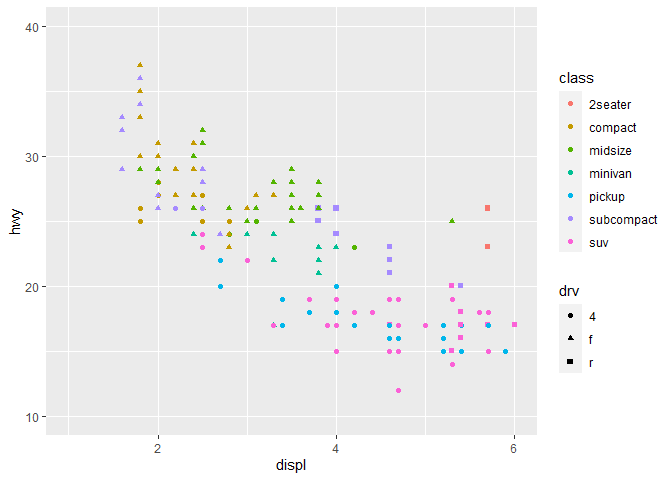 40
30
20
10
hwy
2
4
6
displ
class
2seater
compact
midsize
minivan
pickup
subcompact
suv
drv
4
f
r